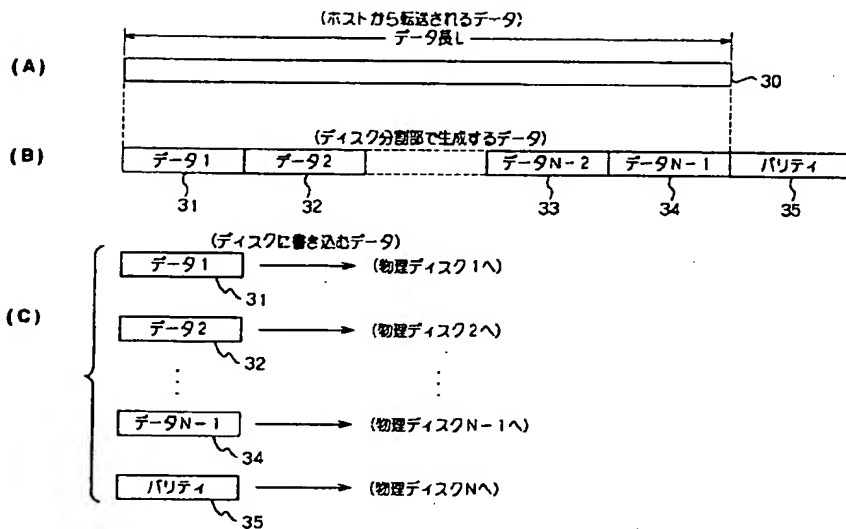 (ホストから転送されるデータ)
データ長L
(A)
30
(ディスク分割部で生成するデータ)
(B)
データ1 データ2 データN-2 データN-1 パリティ
31 32 33 34 35
(ディスクに書き込むデータ)
データ1 (物理ディスク1へ)
31
(C)
データ2 (物理ディスク2へ)
32
データN-1 (物理ディスクN-1へ)
34
パリティ (物理ディスクNへ)
35